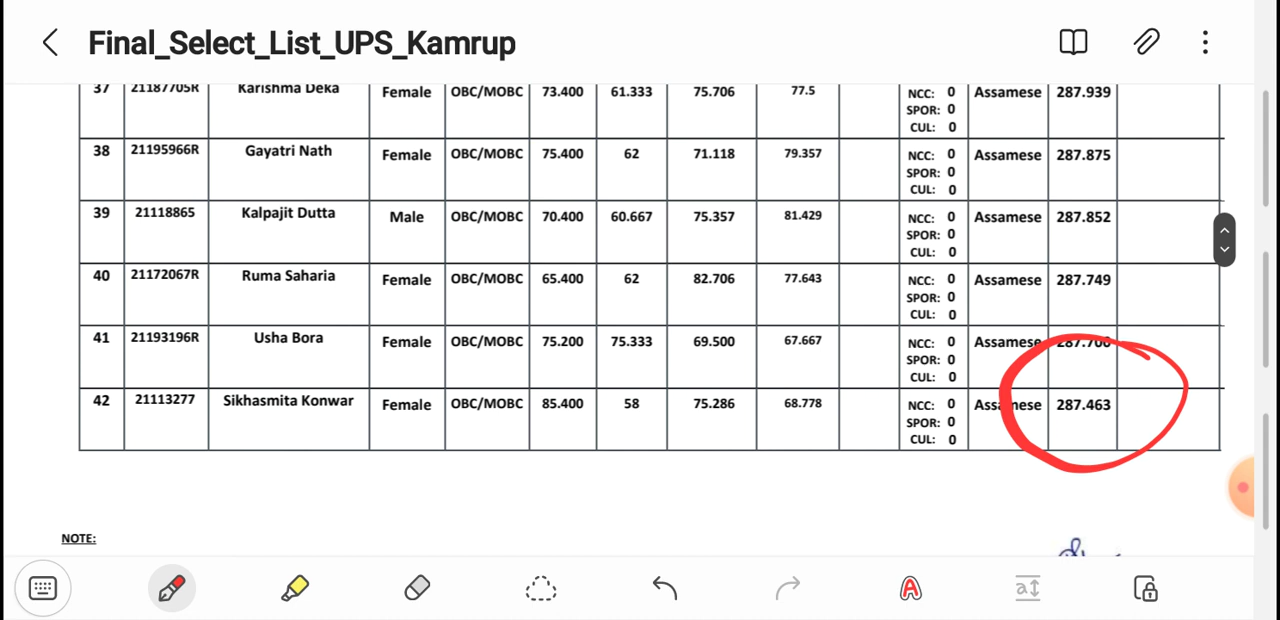 Final_Select_List_UPS_Kamrup
37 21187705R Karishma Deka Female OBC/MOBC 73.400 61.333 75.706 77.5 NCC: 0 Assamese 287.939
SPOR: 0
CUL: 0
38 21195966R Gayatri Nath Female OBC/MOBC 75.400 62 71.118 79.357 NCC: 0 Assamese 287.875
SPOR: 0
CUL: 0
39 21118865 Kalpajit Dutta Male OBC/MOBC 70.400 60.667 75.357 81.429 NCC: 0 Assamese 287.852
SPOR: 0
CUL: 0
40 21172067R Ruma Saharia Female OBC/MOBC 65.400 62 82.706 77.643 NCC: 0 Assamese 287.749
SPOR: 0
CUL: 0
41 21193196R Usha Bora Female OBC/MOBC 75.200 75.333 69.500 67.667 NCC: 0 Assamese 287.700
SPOR: 0
CUL: 0
42 21113277 Sikhasmita Konwar Female OBC/MOBC 85.400 58 75.286 68.778 NCC: 0 Assamese 287.463
SPOR: 0
CUL: 0
NOTE:
A a